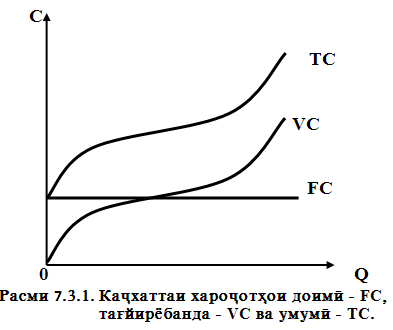 C
TC
VC
FC
0
Q
Расми 7.3.1. Каҷхаттаи хароҷотҳои доимӣ - FC,
тағйирёбанда - VC ва умумӣ - TC.